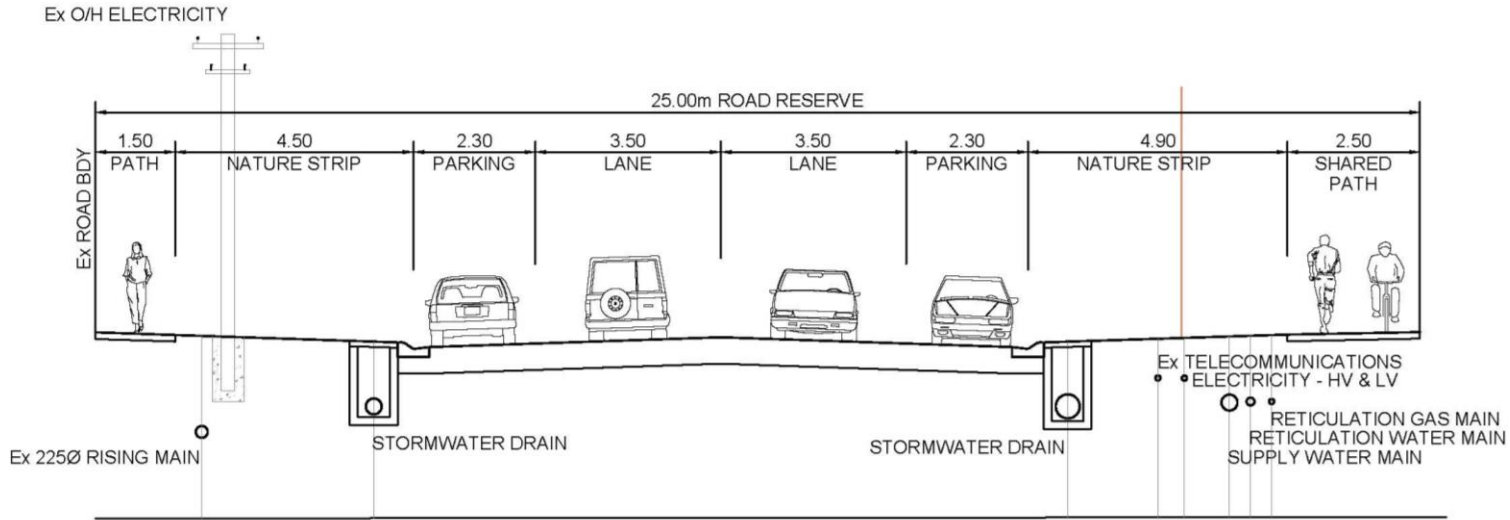 Ex O/H ELECTRICITY
25.00m ROAD RESERVE
1.50
4.50
2.30
3.50
3.50
2.30
4.90
2.50
PATH
NATURE STRIP
PARKING
LANE
LANE
PARKING
NATURE STRIP
SHARED
PATH
Ex ROAD BDY
Ex TELECOMMUNICATIONS
ELECTRICITY - HV & LV
RETICULATION GAS MAIN
RETICULATION WATER MAIN
SUPPLY WATER MAIN
STORMWATER DRAIN
STORMWATER DRAIN
Ex 225Ø RISING MAIN